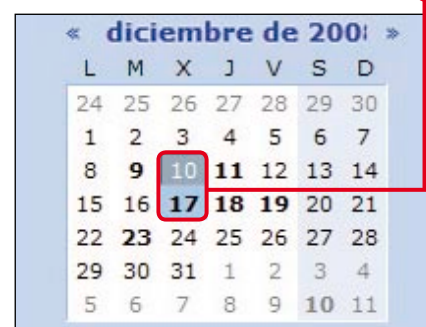 « diciembre de 200 »
L M X J V S D
24 25 26 27 28 29 30
1 2 3 4 5 6 7
8 9 10 11 12 13 14
15 16 17 18 19 20 21
22 23 24 25 26 27 28
29 30 31 1 2 3 4
5 6 7 8 9 10 11